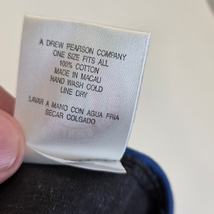 A DREW PEARSON COMPANY
ONE SIZE FITS ALL
100% COTTON
MADE IN MACAU
HAND WASH COLD
LINE DRY
LAVAR A MANO CON AGUA FRIA
SECAR COLGADO